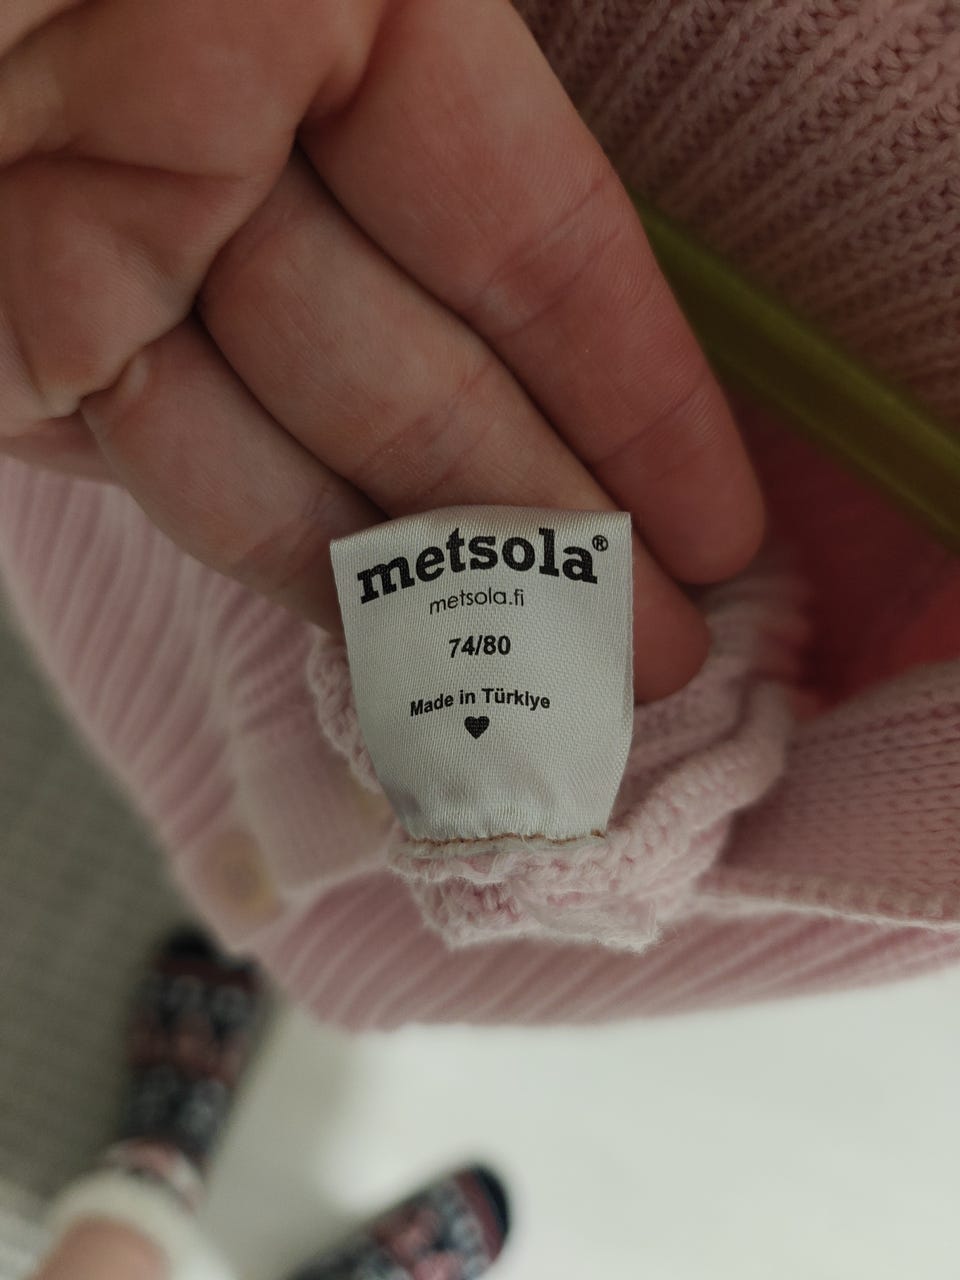 metsola®
metsola.fi
74/80
Made in Türkiye